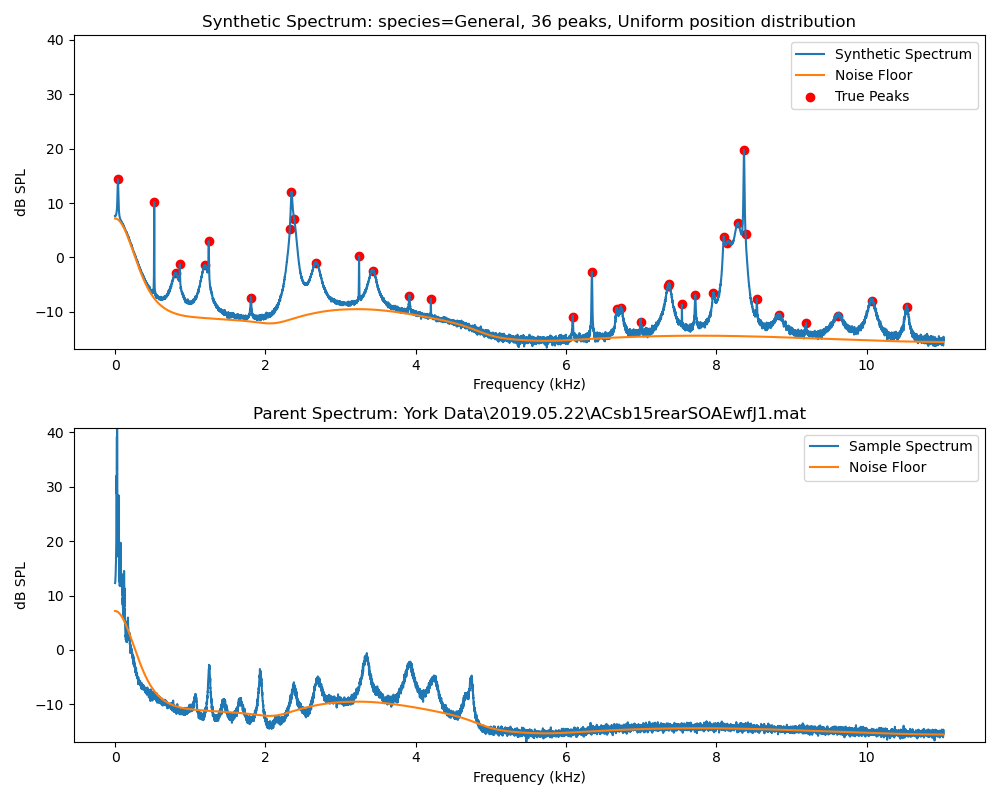 Synthetic Spectrum: species=General, 36 peaks, Uniform position distribution
40
30
20
10
0
−10
dB SPL
Synthetic Spectrum
Noise Floor
True Peaks
0 2 4 6 8 10
Frequency (kHz)
Parent Spectrum: York Data\2019.05.22\ACsb15rearSOAEwfJ1.mat
40
30
20
10
0
−10
dB SPL
Sample Spectrum
Noise Floor
0 2 4 6 8 10
Frequency (kHz)